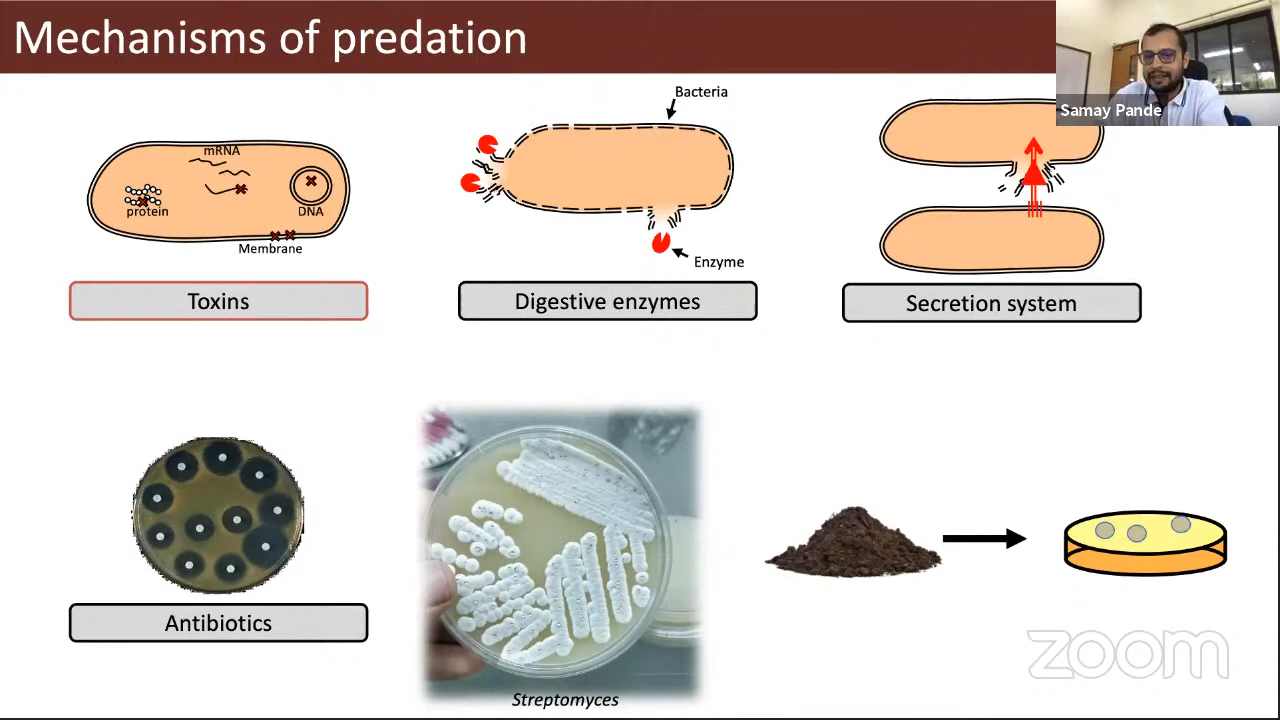 Mechanisms of predation
Samay Pande
Bacteria
mRNA
protein
DNA
Membrane
Enzyme
Toxins
Digestive enzymes
Secretion system
Antibiotics
Streptomyces
zoom